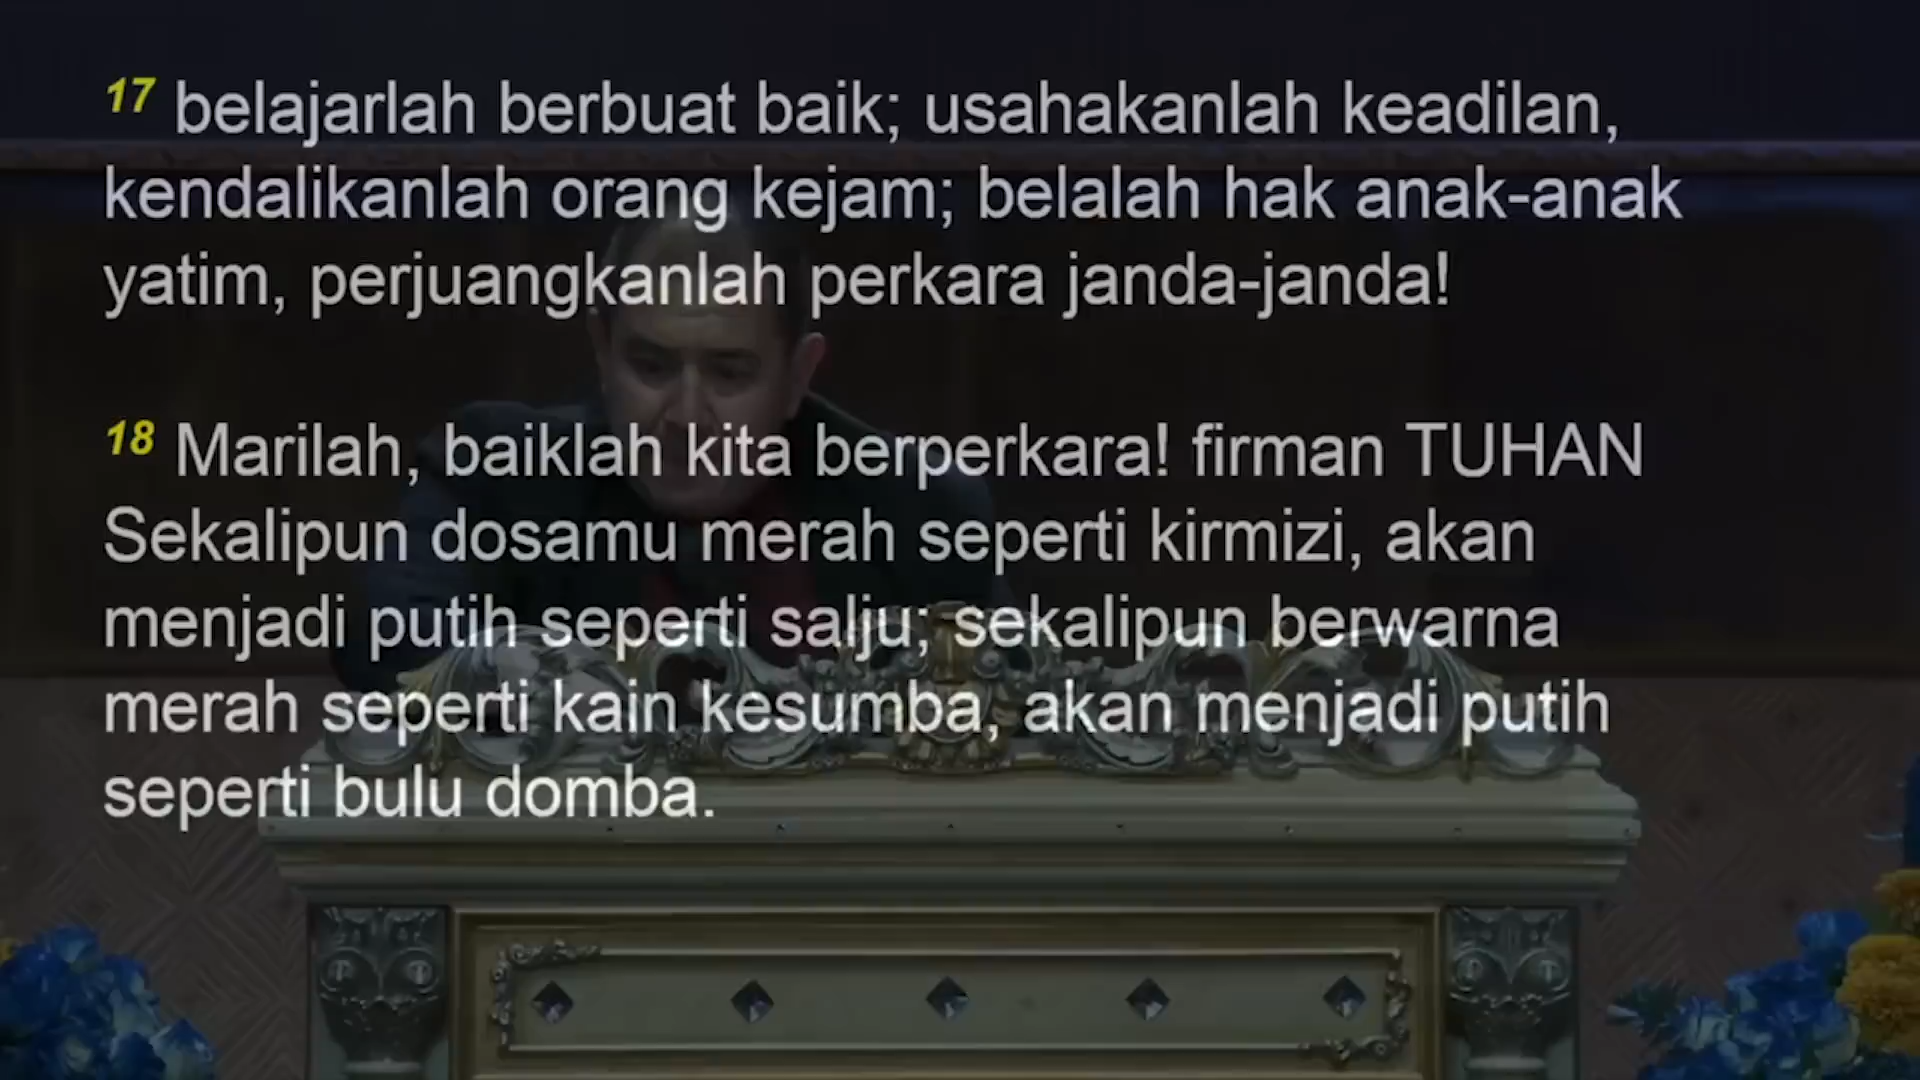 17 belajarlah berbuat baik; usahakanlah keadilan,
kendalikanlah orang kejam; belalah hak anak-anak
yatim, perjuangkanlah perkara janda-janda!
18 Marilah, baiklah kita berperkara! firman TUHAN
Sekalipun dosamu merah seperti kirmizi, akan
menjadi putih seperti salju; sekalipun berwarna
merah seperti kain kesumba, akan menjadi putih
seperti bulu domba.